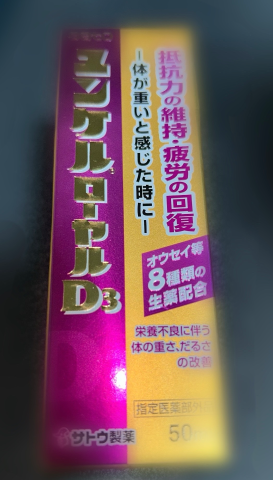 ユンケルローヤル
D3
抵抗力の維持・疲労の回復
ー体が重いと感じた時にー
オウセイ等
8種類の
生薬配合
栄養不良に伴う
体の重さ、だるさ
の改善
指定医薬部外品
サトウ製薬
50